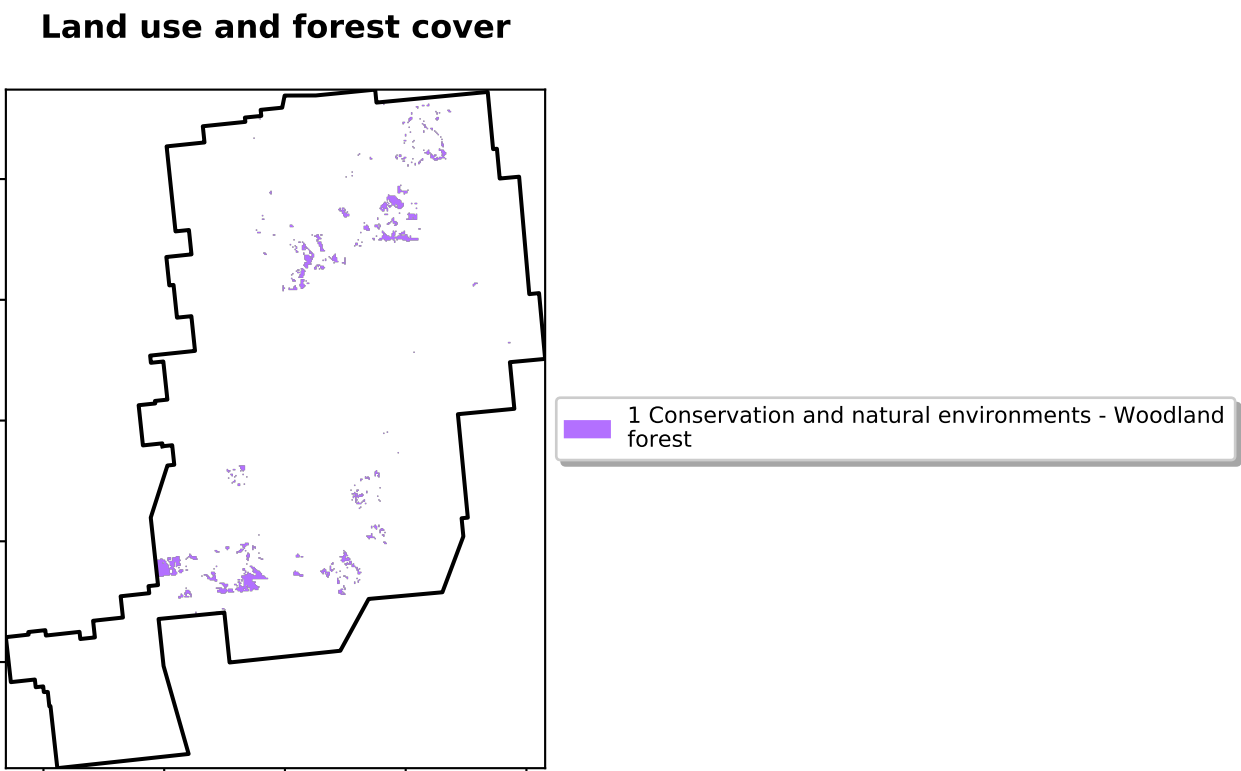 Land use and forest cover
1 Conservation and natural environments - Woodland
forest